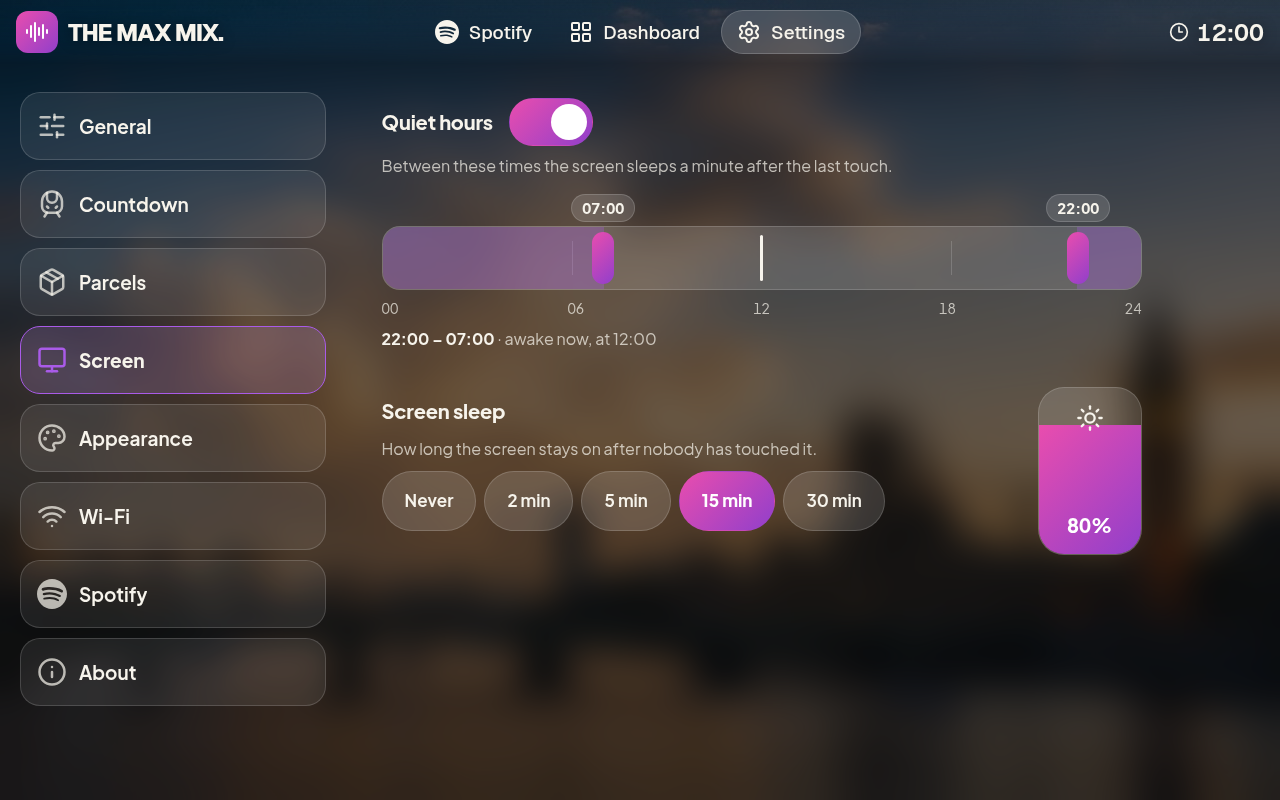 THE MAX MIX.
Spotify
Dashboard
Settings
12:00
General
Countdown
Parcels
Screen
Appearance
Wi-Fi
Spotify
About
Quiet hours
Between these times the screen sleeps a minute after the last touch.
07:00
22:00
00 06 12 18 24
22:00 – 07:00 · awake now, at 12:00
Screen sleep
How long the screen stays on after nobody has touched it.
Never
2 min
5 min
15 min
30 min
80%